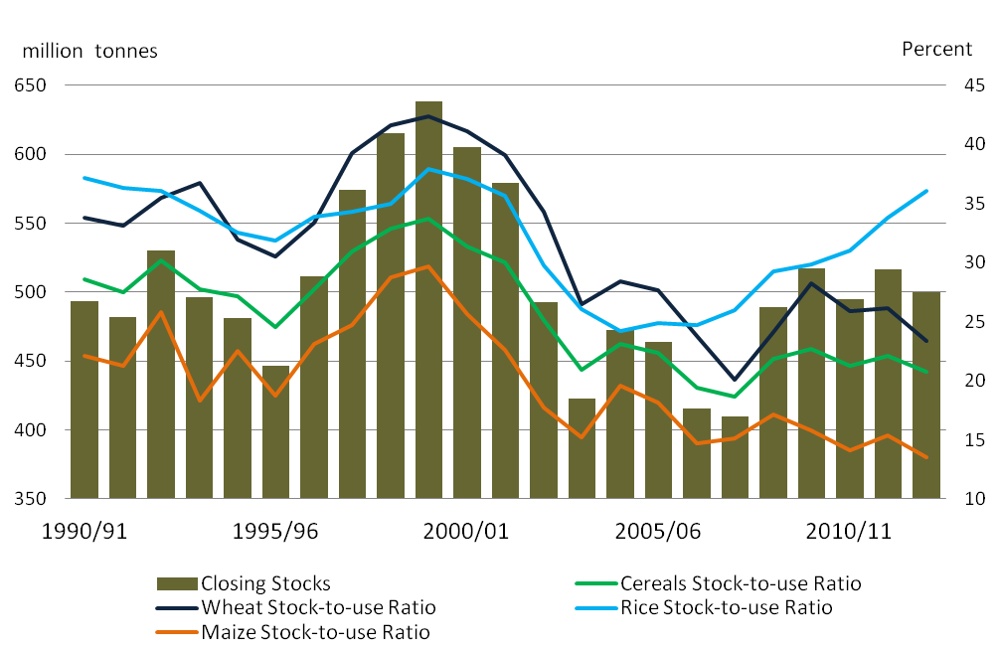 million tonnes
Percent
650
45
600
40
550
35
30
500
25
450
20
400
15
350
10
1990/91
1995/96
2000/01
2005/06
2010/11
Closing Stocks
Cereals Stock-to-use Ratio
Wheat Stock-to-use Ratio
Rice Stock-to-use Ratio
Maize Stock-to-use Ratio